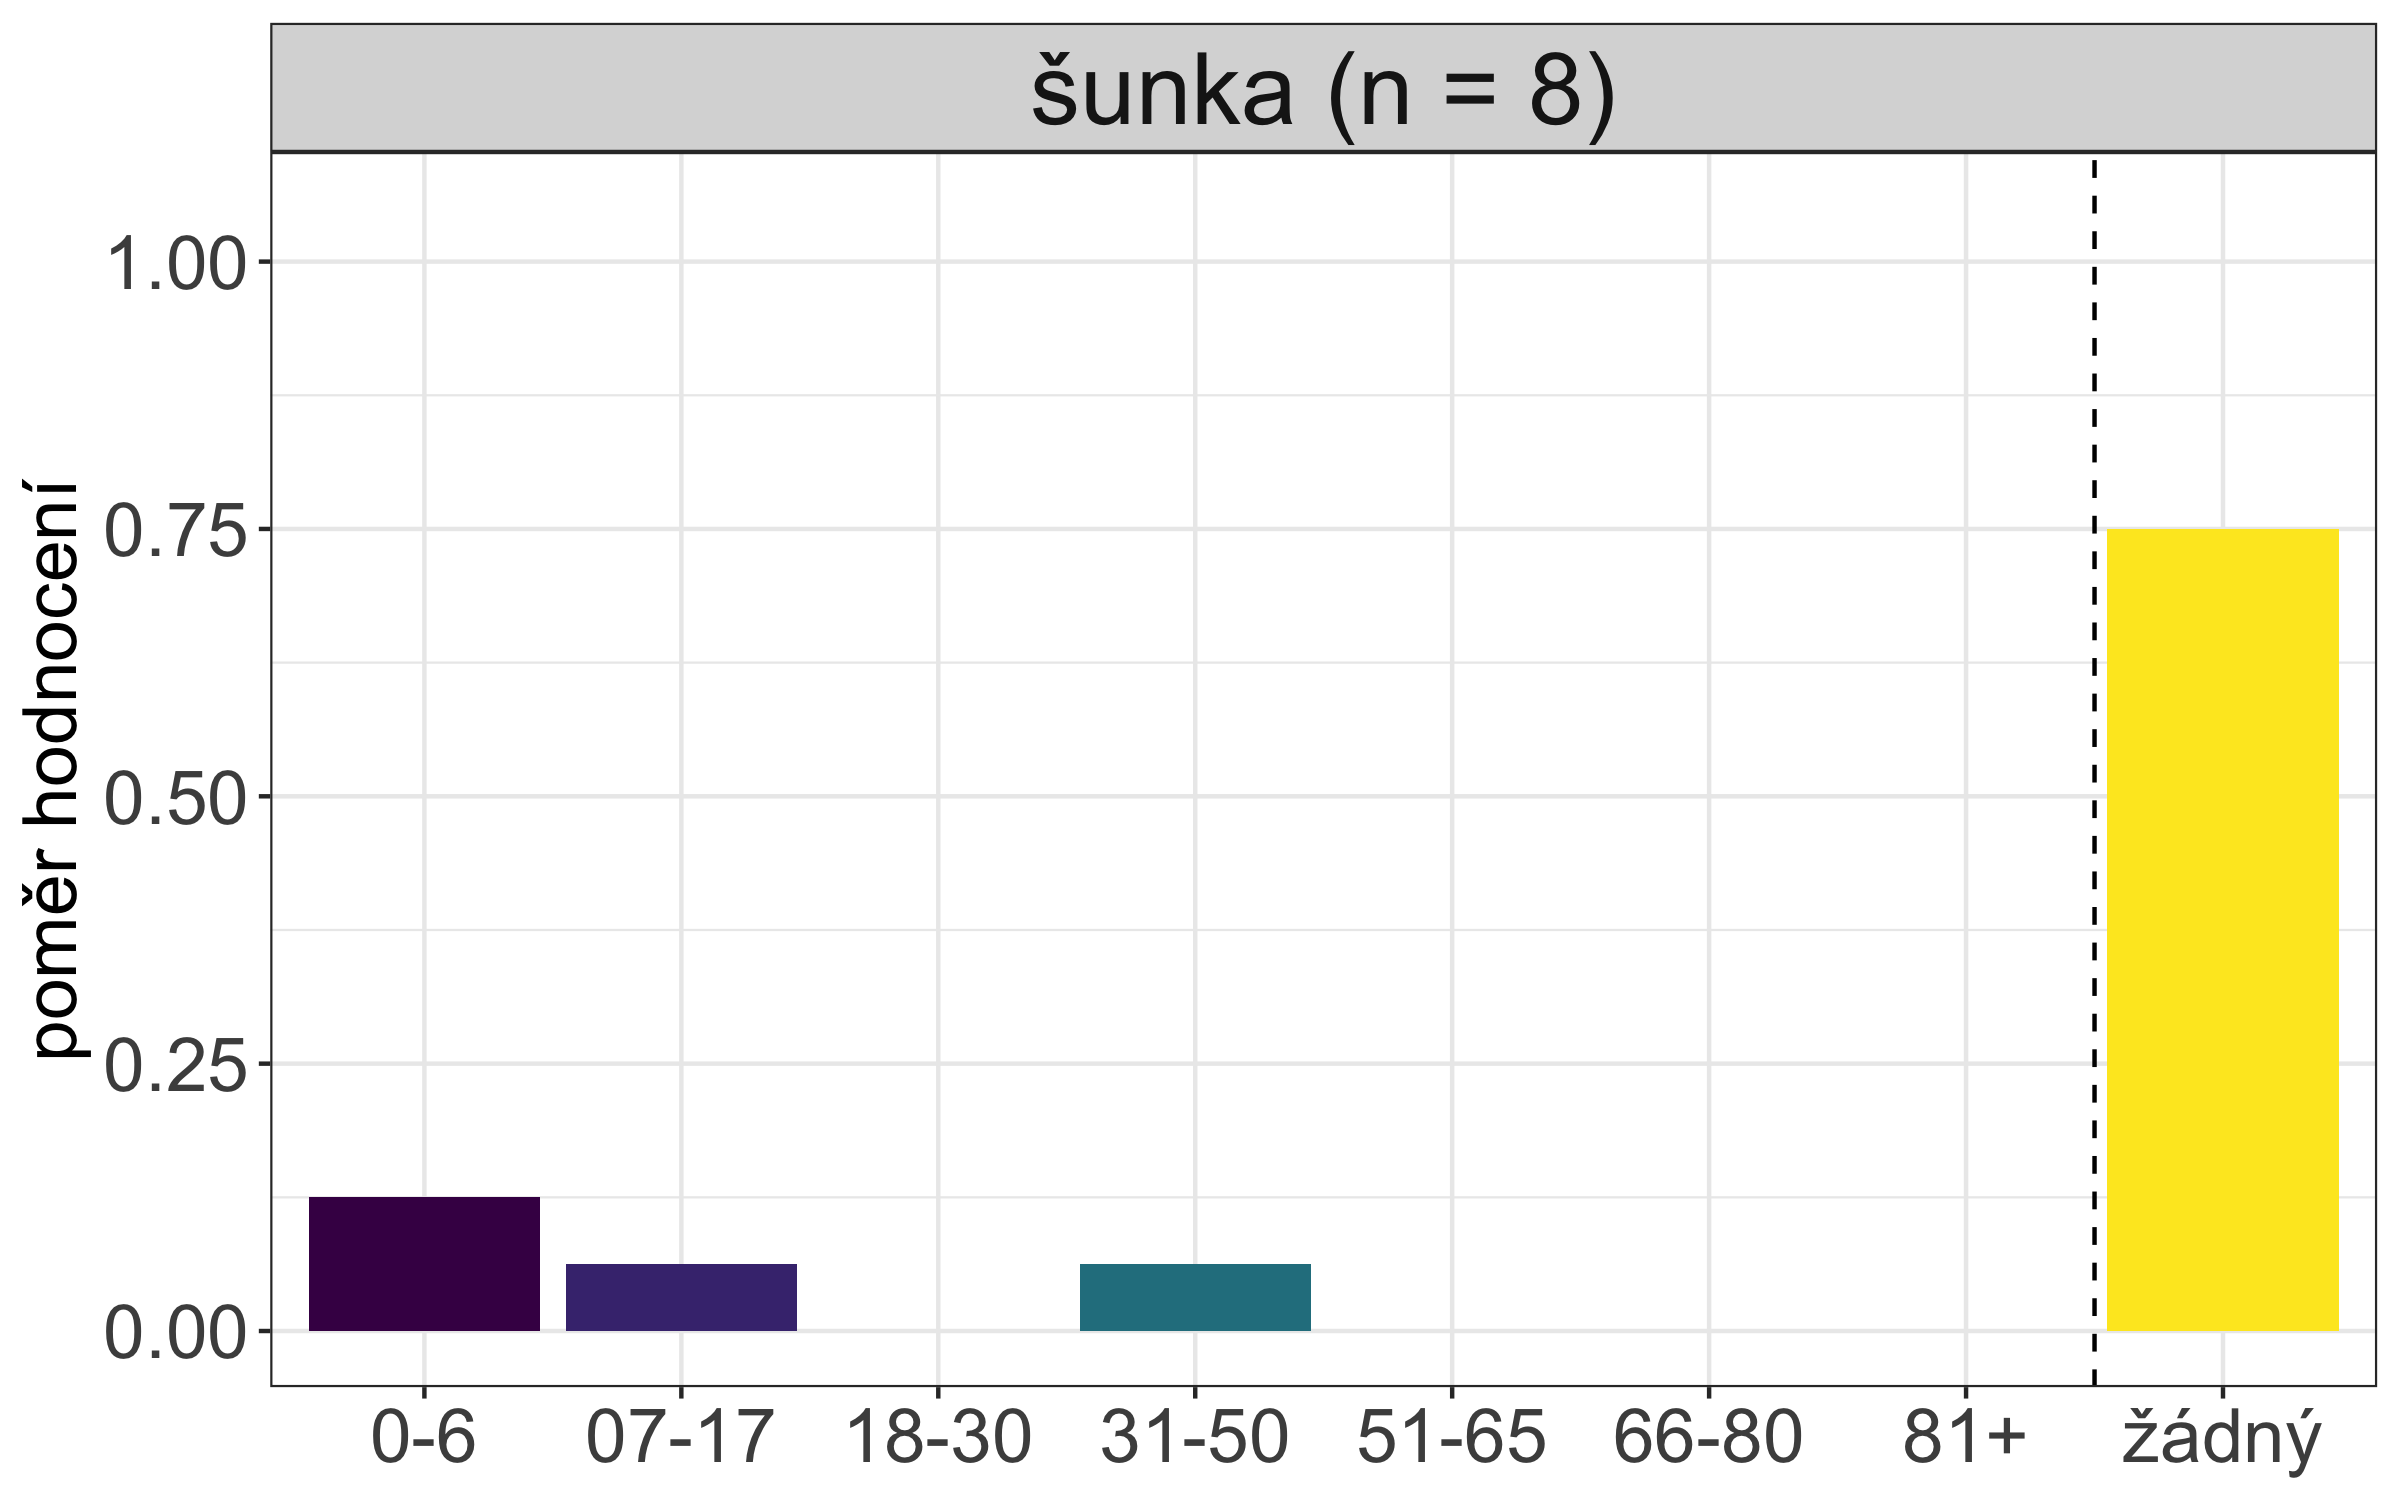 šunka (n = 8)
poměr hodnocení
1.00
0.75
0.50
0.25
0.00
0-6 07-17 18-30 31-50 51-65 66-80 81+ žádný